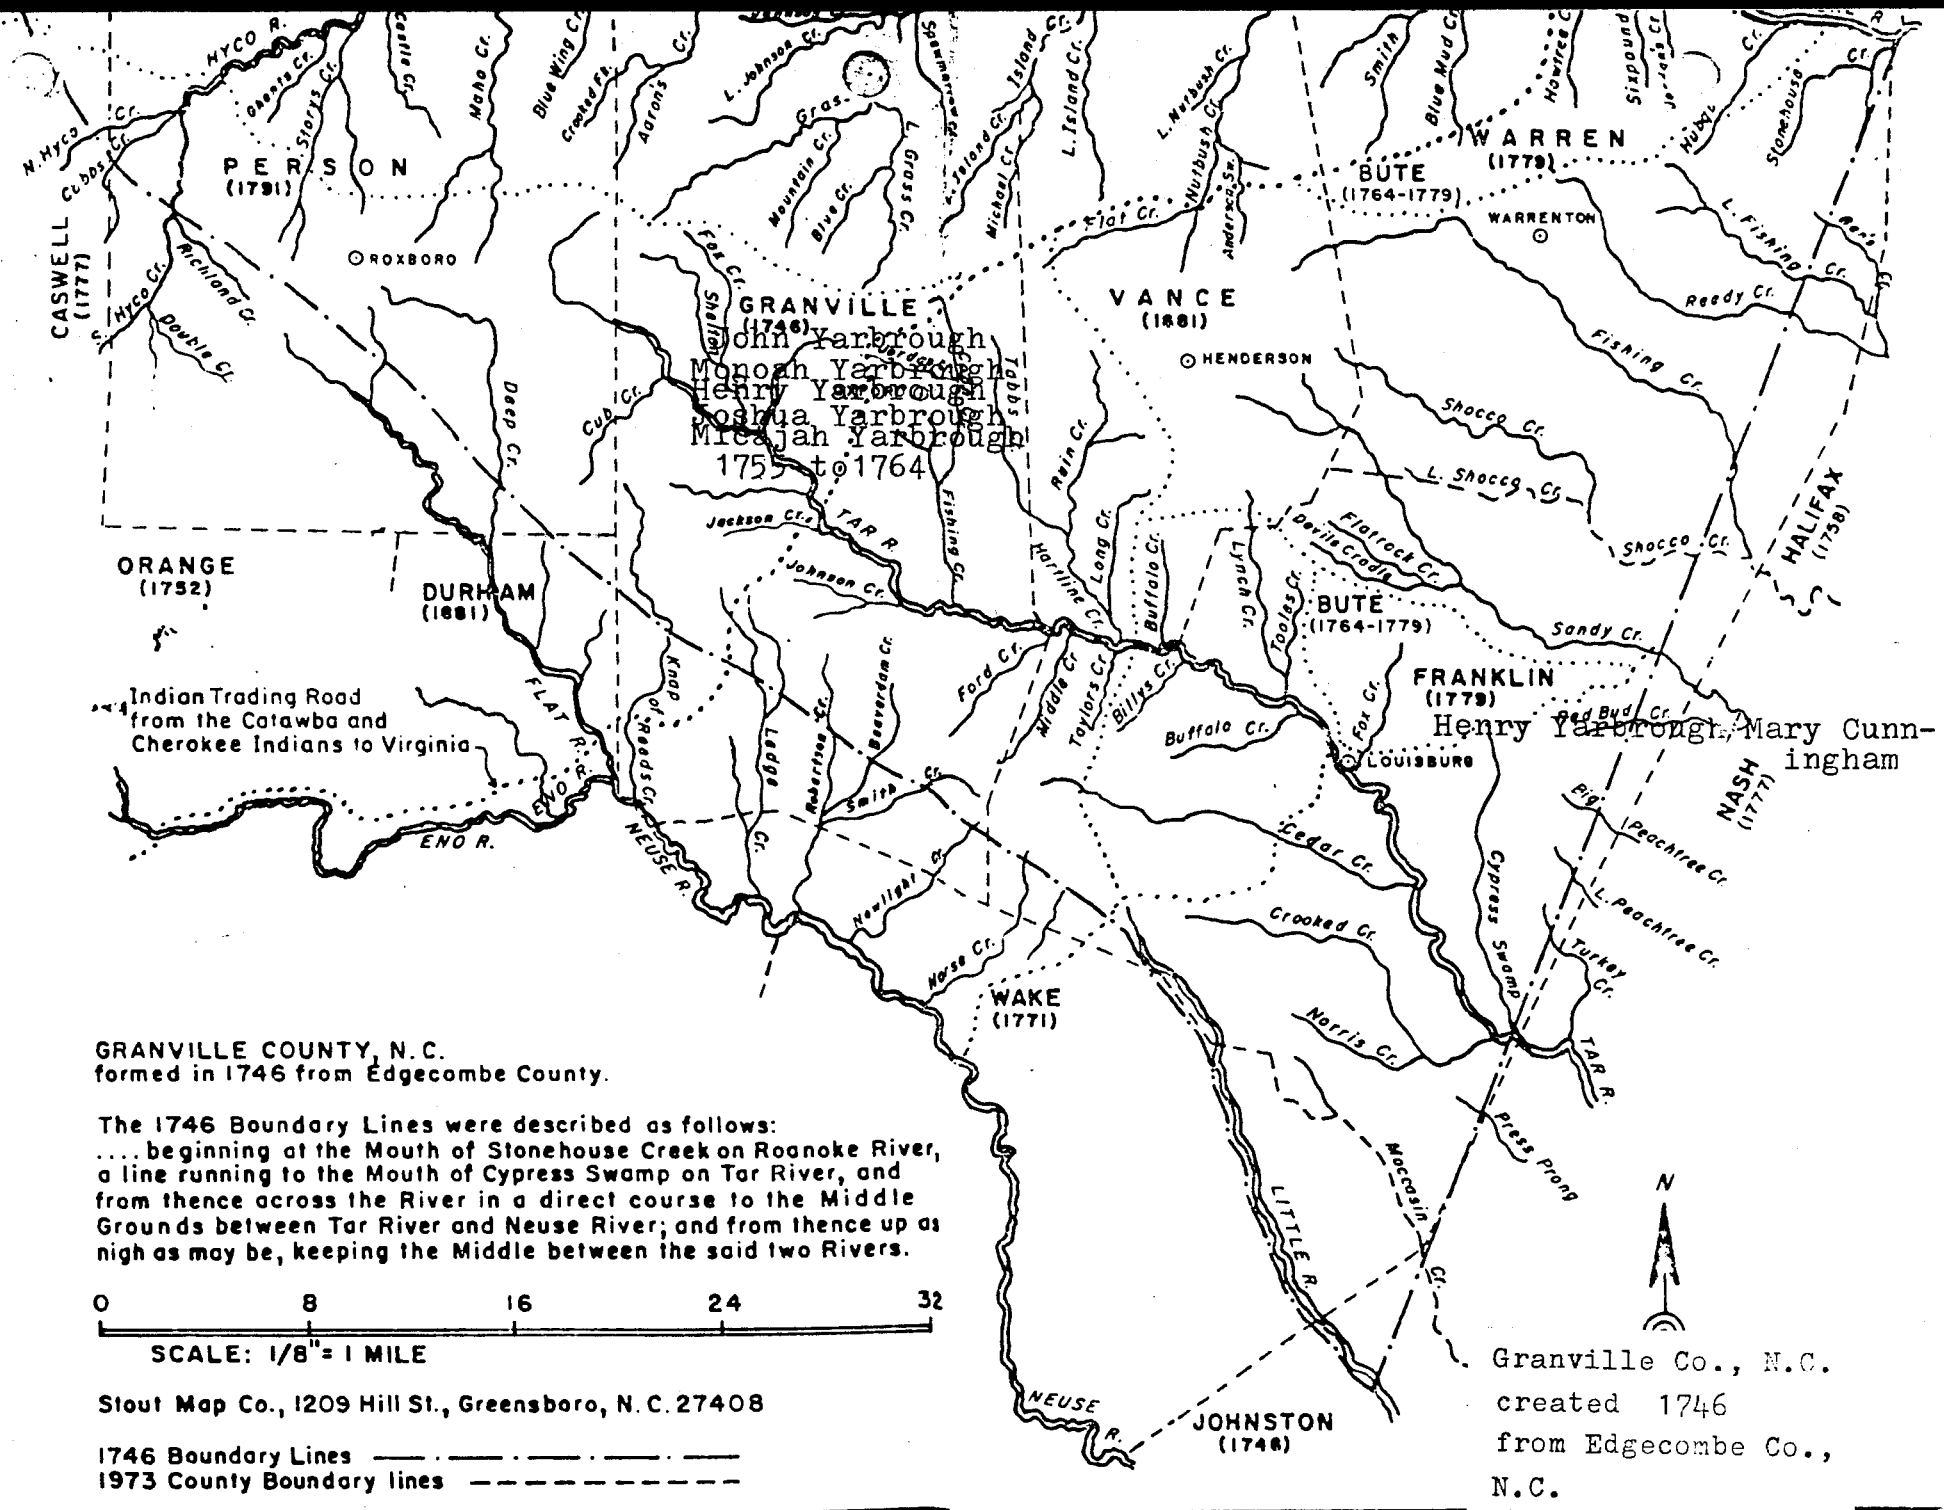 HYCO R.
Ghents Cr.
Storys Cr.
Castle Cr.
Maho Cr.
Blue Wing Cr.
Crooked Fk.
Aaron's Cr.
L. Johnson Cr.
Gras.
Mountain Cr.
Blue Cr.
L. Grass Cr.
Island Cr.
Island Cr.
Michael Cr.
L. Island Cr.
L. Nutbush Cr.
Nutbush Cr.
Flat Cr.
Smith
Blue Mud Cr.
Sixpound
Stonehouse Cr.
N. Hyco Cr.
Cubbs Cr.
PERSON
(1791)
WARREN
(1779)
BUTE
(1764-1779)
WARRENTON
L. Fishing Cr.
Reedy Cr.
CASWELL
(1777)
S. Hyco Cr.
Richland Cr.
Double Cr.
ROXBORO
Fox Cr.
Shelton
GRANVILLE
(1746)
VANCE
(1881)
HENDERSON
John Yarbrough
Monoah Yarbrough
Henry Yarbrough
Joshua Yarbrough
Micajah Yarbrough
1755 to 1764
Tabbs
Deep Cr.
Cub Cr.
Ruin Cr.
Fishing Cr.
Shocco Cr.
L. Shocco Cr.
Shocco Cr.
HALIFAX
(1758)
Jackson Cr.
TAR R.
Fishing Cr.
Johnson Cr.
Hartline Cr.
Long Cr.
Buffalo Cr.
Lynch Cr.
Tooles Cr.
Devils Cradle
Flatrock Cr.
BUTE
(1764-1779)
Sandy Cr.
ORANGE
(1752)
DURHAM
(1881)
Indian Trading Road
from the Catawba and
Cherokee Indians to Virginia
FLAT R.
Knap of Reeds Cr.
Ledge Cr.
Robertson Cr.
Beaverdam Cr.
Ford Cr.
Middle Cr.
Taylors Cr.
Billys Cr.
Buffalo Cr.
Fox Cr.
FRANKLIN
(1779)
Red Bud Cr.
Henry Yarbrough, Mary Cunn-
ingham
LOUISBURG
NASH
(1777)
ENO R.
ENO R.
NEUSE R.
Smith Cr.
Newlight Cr.
Horse Cr.
Cedar Cr.
Crooked Cr.
Cypress Swamp
Big Peachtree Cr.
L. Peachtree Cr.
Turkey Cr.
Norris Cr.
TAR R.
WAKE
(1771)
Press Prong
Moccasin Cr.
LITTLE R.
N
NEUSE R.
JOHNSTON
(1746)
GRANVILLE COUNTY, N.C.
formed in 1746 from Edgecombe County.
The 1746 Boundary Lines were described as follows:
.... beginning at the Mouth of Stonehouse Creek on Roanoke River,
a line running to the Mouth of Cypress Swamp on Tar River, and
from thence across the River in a direct course to the Middle
Grounds between Tar River and Neuse River; and from thence up as
nigh as may be, keeping the Middle between the said two Rivers.
0 8 16 24 32
SCALE: 1/8"= 1 MILE
Stout Map Co., 1209 Hill St., Greensboro, N.C. 27408
1746 Boundary Lines
1973 County Boundary lines
Granville Co., N.C.
created 1746
from Edgecombe Co.,
N.C.